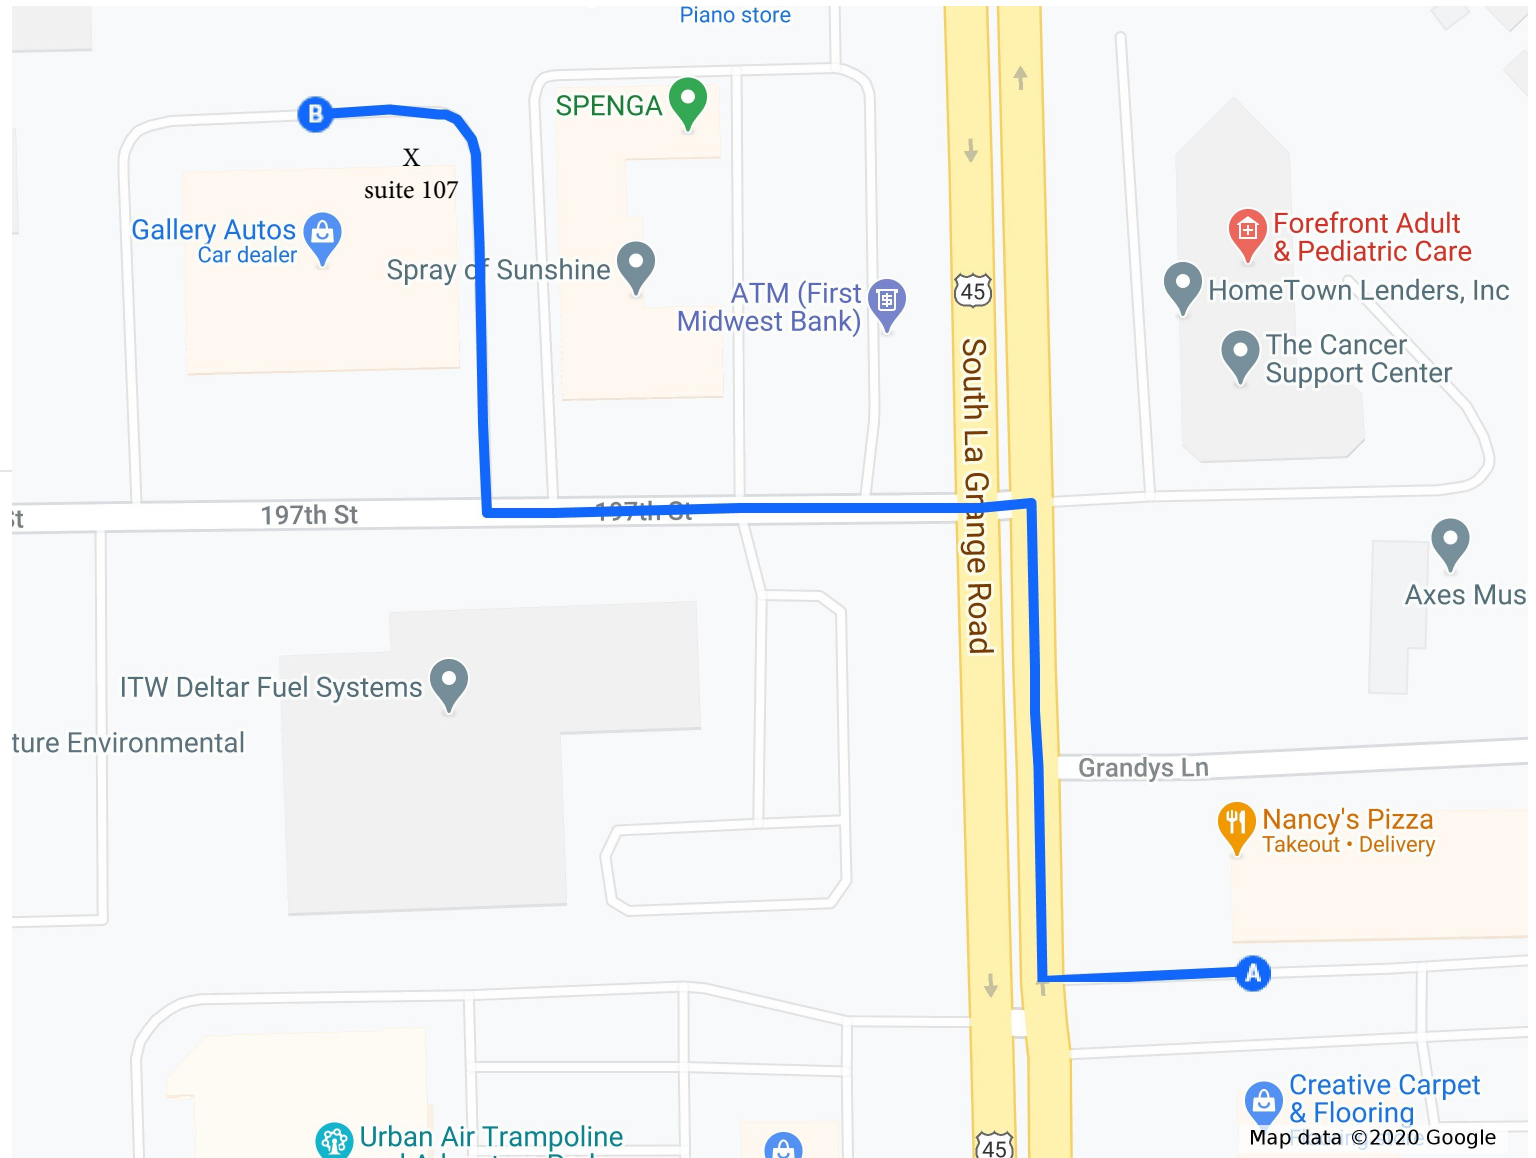 Piano store
B
SPENGA
X
suite 107
Gallery Autos
Car dealer
Spray of Sunshine
ATM (First
Midwest Bank)
45
Forefront Adult
& Pediatric Care
HomeTown Lenders, Inc
The Cancer
Support Center
South La Grange Road
St
197th St
197th St
Axes Mus
ITW Deltar Fuel Systems
ture Environmental
Grandys Ln
Nancy's Pizza
Takeout • Delivery
A
Creative Carpet
& Flooring
Map data ©2020 Google
Urban Air Trampoline
45